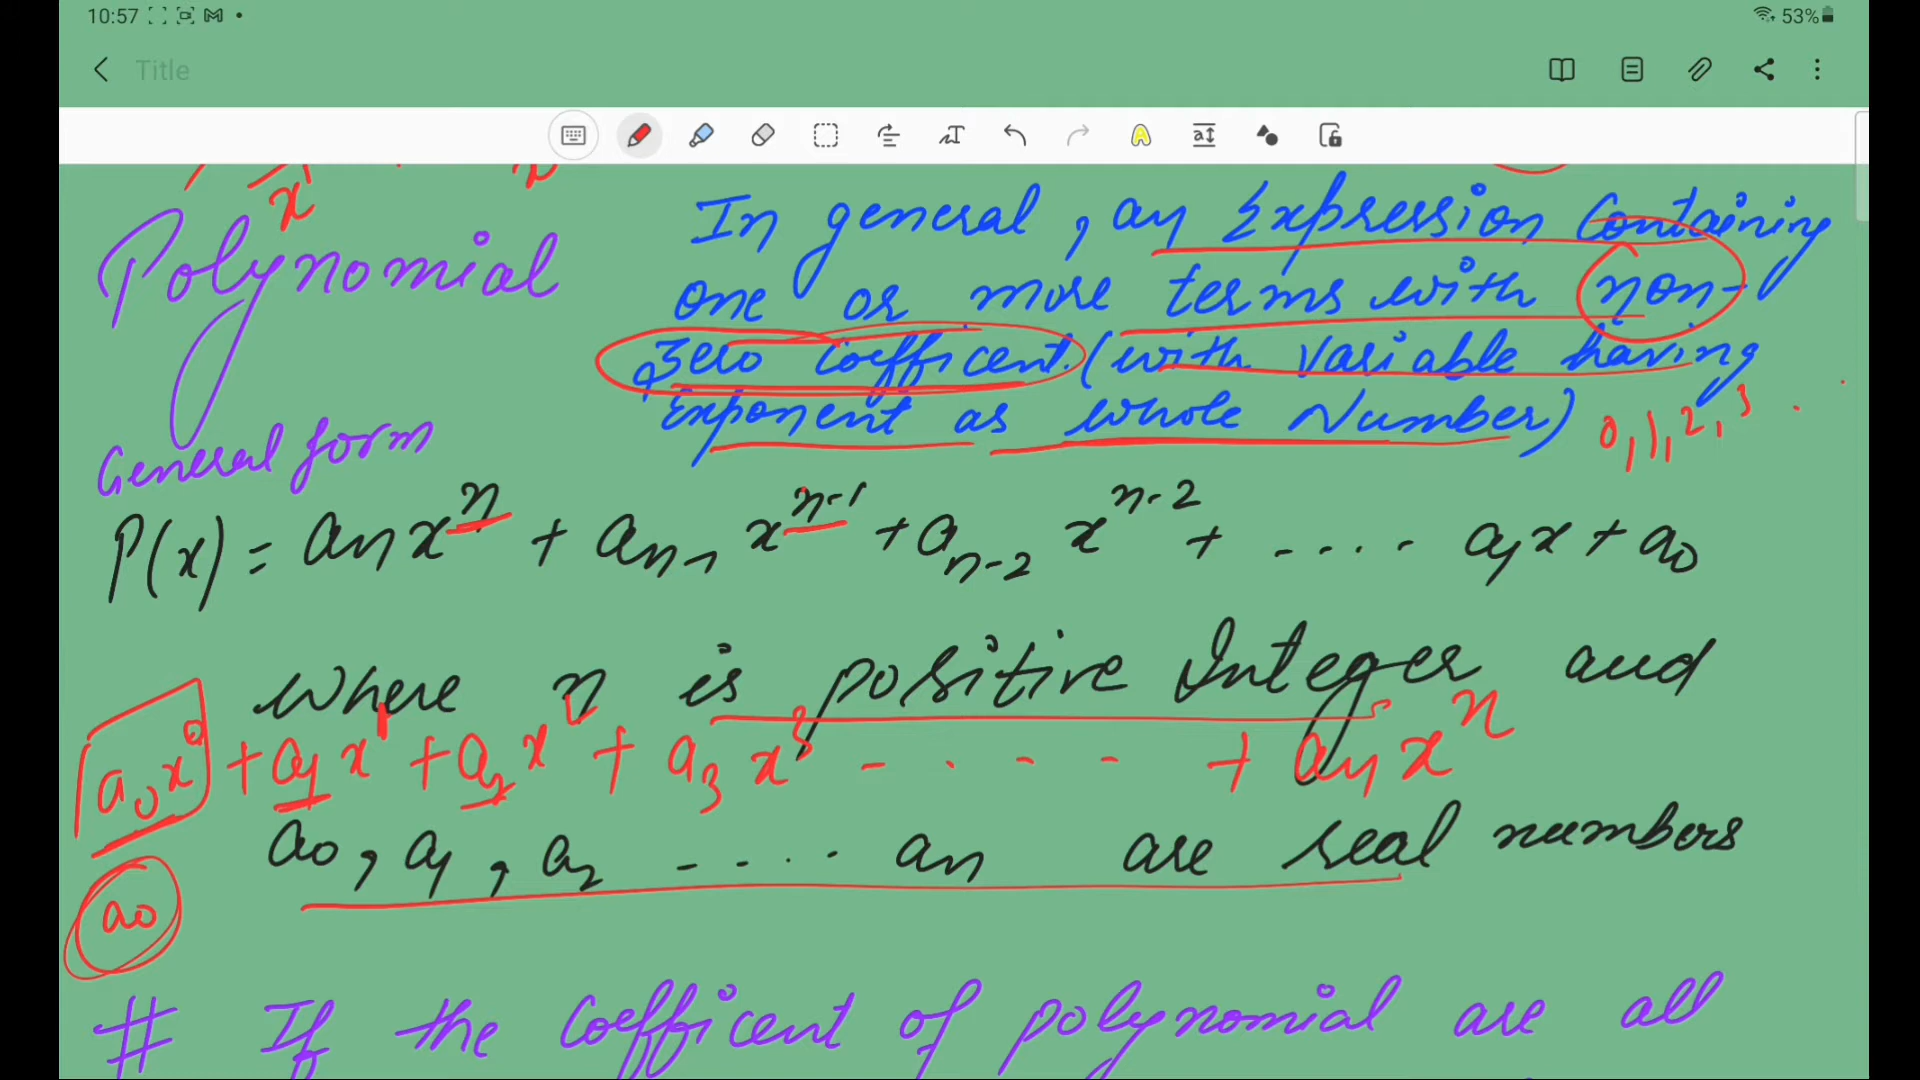 10:57
53%
Title
x
Polynomial
In general, an Expression Containing
one or more terms with non-
zero Coefficent. (with Variable having
Exponent as whole Number) 0, 1, 2, 3 . .
General form
P(x) = anx^n + an-1 x^n-1 + an-2 x^n-2 + ..... a1x + a0
Where n is positive Integer and
a0x^0 + a1x^1 + a2x^2 + a3x^3 - . - - + anx^n
a0, a1, a2 - .... an are real numbers
a0
# If the Coefficent of polynomial are all